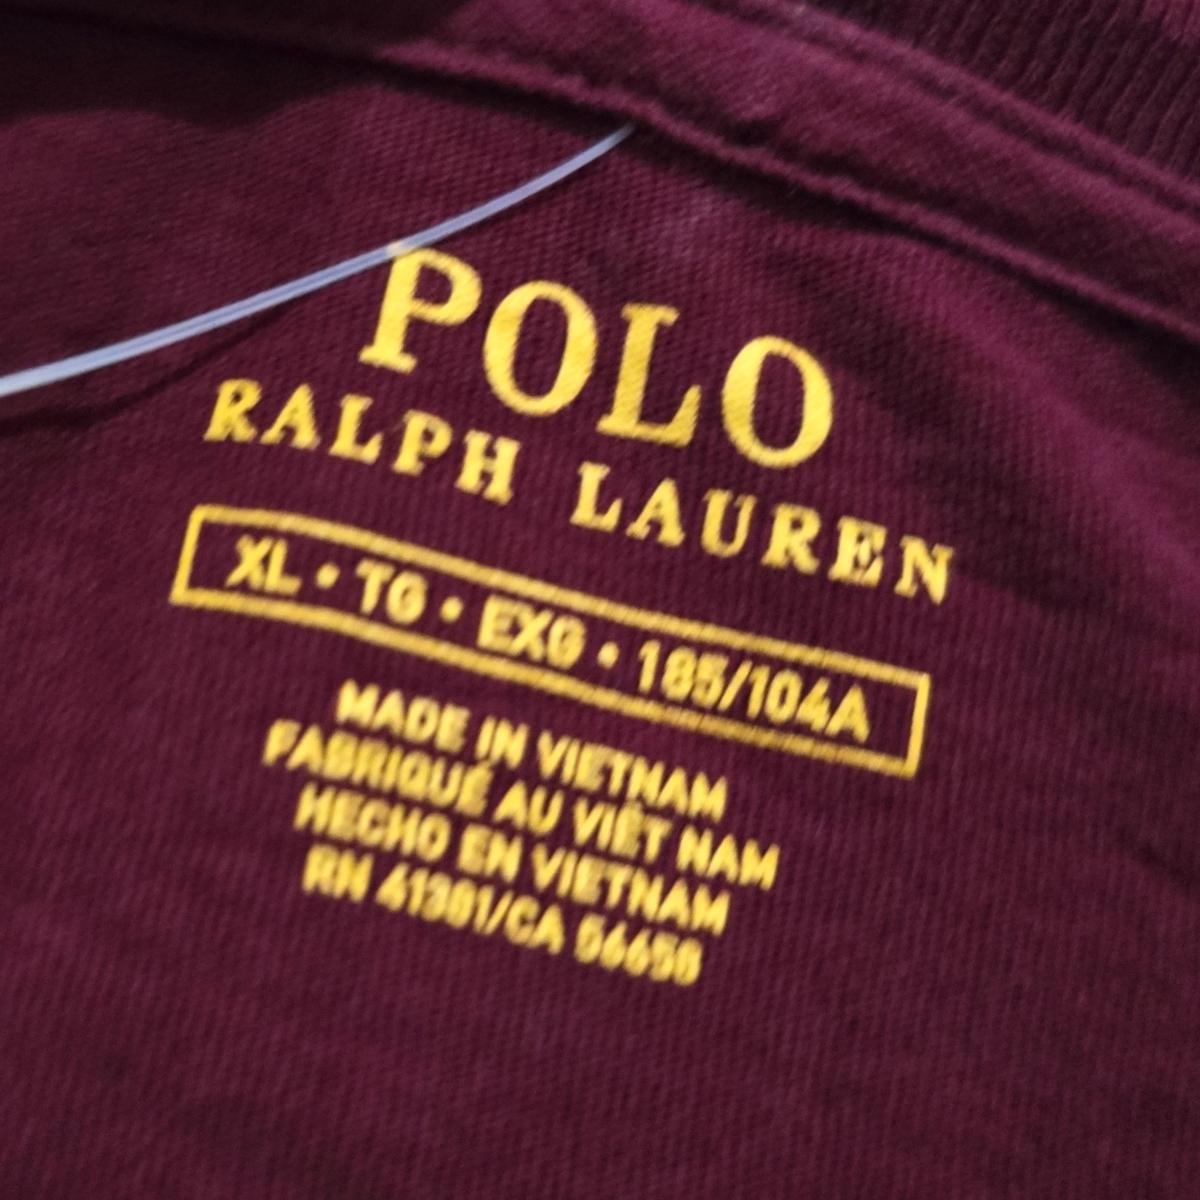 POLO
RALPH LAUREN
XL • TG • EXG • 185/104A
MADE IN VIETNAM
FABRIQUÉ AU VIÊT NAM
HECHO EN VIETNAM
RN 41381/CA 56658